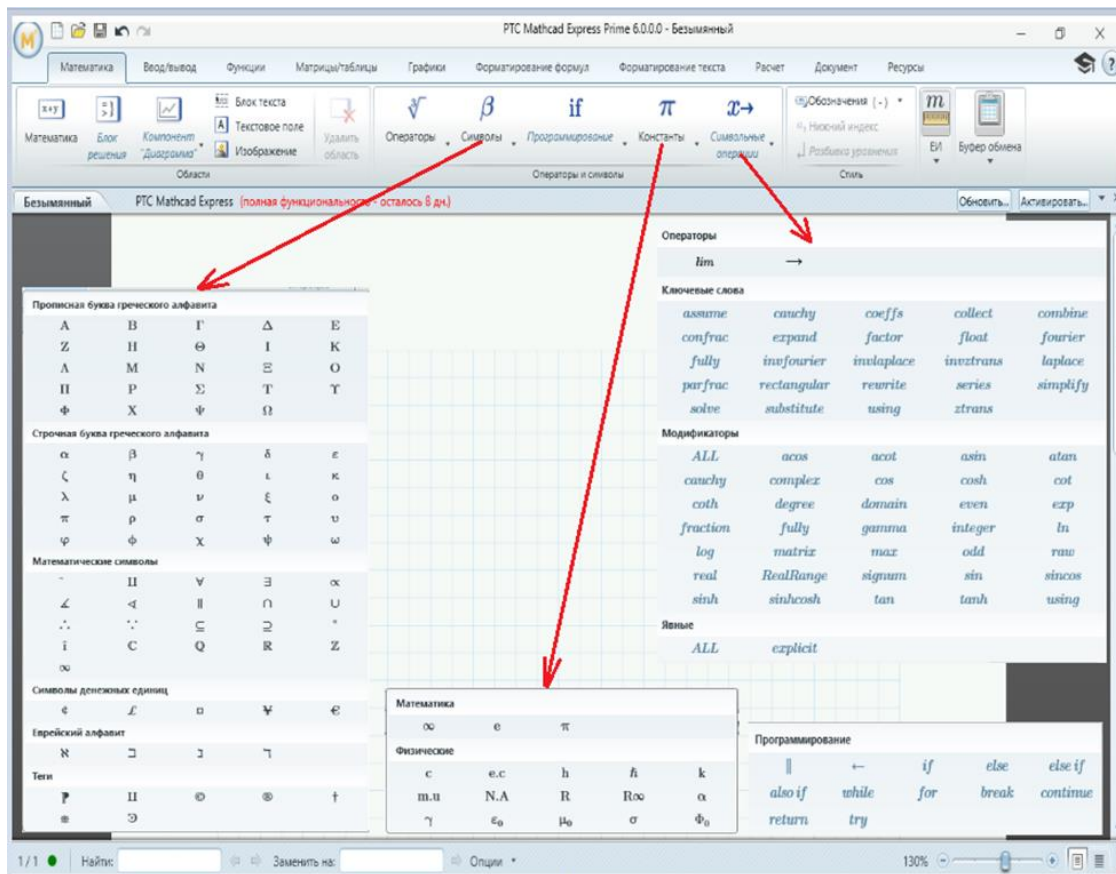 PTC Mathcad Express Prime 6.0.0.0 - Безымянный
Математика Ввод/вывод Функции Матрицы/таблицы Графики Форматирование формул Форматирование текста Расчет Документ Ресурсы
Математика
Блок решения
Компонент "Диаграмма"
Блок текста
Текстовое поле
Изображение
Удалить область
Области
∛ Операторы
β Символы
if Программирование
π Константы
x→ Символьные операции
Операторы и символы
Обозначения (-)
Нижний индекс
Разбивка уравнения
Стиль
m ЕИ
Буфер обмена
Безымянный PTC Mathcad Express (полная функциональность - осталось 8 дн.) Обновить... Активировать...
Прописная буква греческого алфавита
Α Β Γ Δ Ε
Ζ Η Θ Ι Κ
Λ Μ Ν Ξ Ο
Π Ρ Σ Τ ϒ
Φ Χ Ψ Ω
Строчная буква греческого алфавита
α β γ δ ε
ζ η θ ι κ
λ μ ν ξ ο
π ρ σ τ υ
φ ϕ χ ψ ω
Математические символы
∀ ∃ ∝
∡ ∢ ∥ ∩ ∪
∴ ∵ ⊆ ⊇ °
î C Q R Z
∞
Символы денежных единиц
¢ £ ¤ ¥ €
Еврейский алфавит
א ב ג ד
Теги
© ® †
Операторы
lim →
Ключевые слова
assume cauchy coeffs collect combine
confrac expand factor float fourier
fully invfourier invlaplace invztrans laplace
parfrac rectangular rewrite series simplify
solve substitute using ztrans
Модификаторы
ALL acos acot asin atan
cauchy complex cos cosh cot
coth degree domain even exp
fraction fully gamma integer ln
log matrix max odd raw
real RealRange signum sin sincos
sinh sinhcosh tan tanh using
Явные
ALL explicit
Математика
∞ e π
Физические
c e.c h ℏ k
m.u N.A R R∞ α
γ ε₀ μ₀ σ Φ₀
Программирование
‖ ← if else else if
also if while for break continue
return try
1 / 1 Найти: Заменить на: Опции 130%